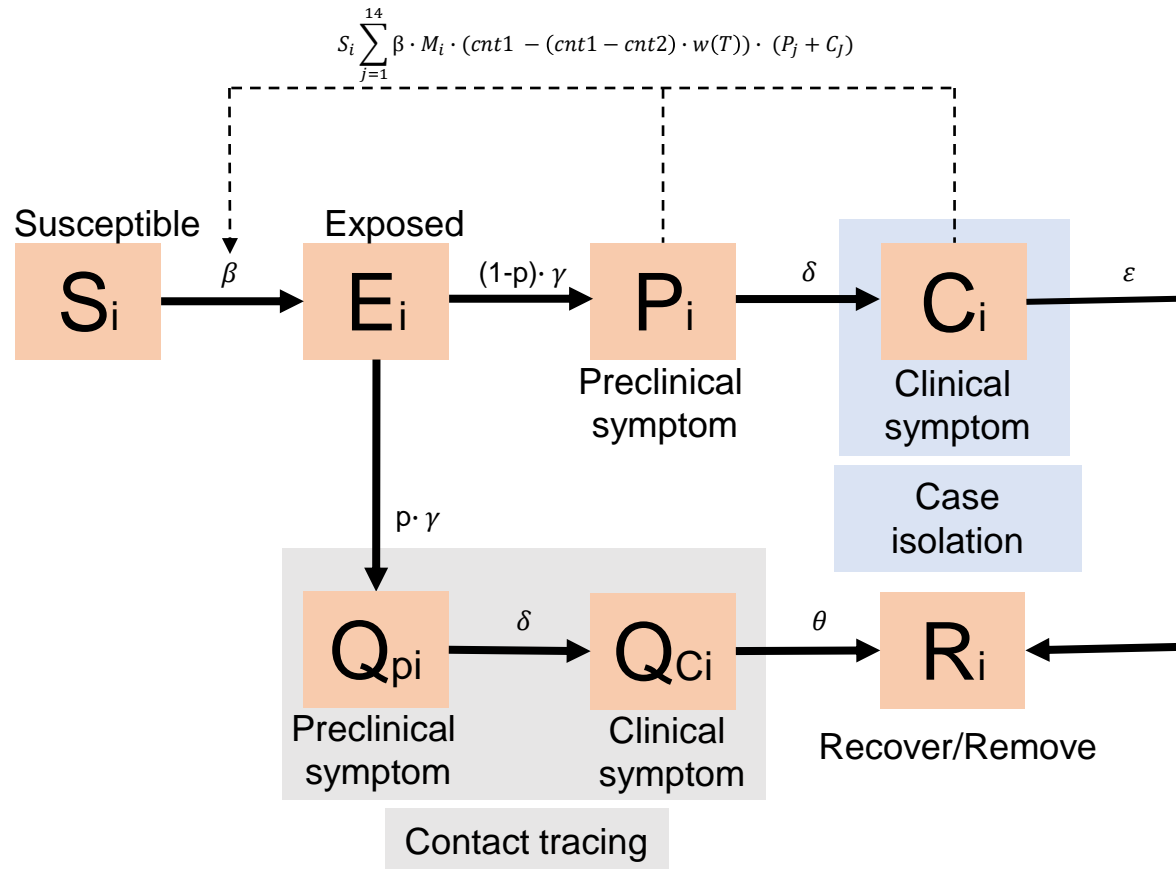 S_i \sum_{j=1}^{14} β · M_i · (cnt1 − (cnt1 − cnt2) · w(T)) · (P_j + C_J)
Susceptible
Exposed
S_i
β
E_i
(1-p)· γ
P_i
δ
C_i
ε
Preclinical
symptom
Clinical
symptom
Case
isolation
p· γ
Q_pi
δ
Q_Ci
θ
R_i
Preclinical
symptom
Clinical
symptom
Recover/Remove
Contact tracing